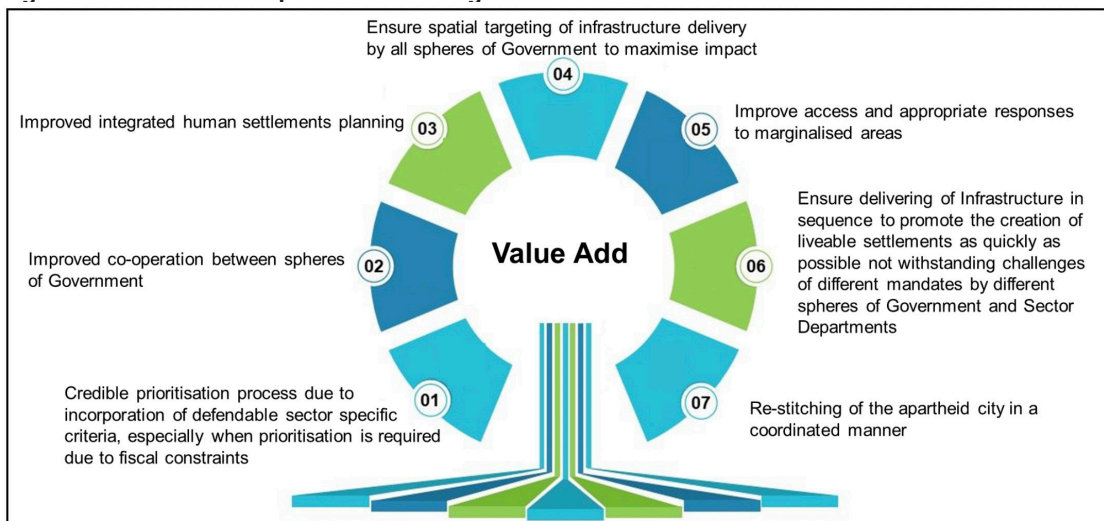 Ensure spatial targeting of infrastructure delivery
by all spheres of Government to maximise impact
04
Improved integrated human settlements planning
03
05
Improve access and appropriate responses
to marginalised areas
Improved co-operation between spheres
of Government
02
Value Add
06
Ensure delivering of Infrastructure in
sequence to promote the creation of
liveable settlements as quickly as
possible not withstanding challenges
of different mandates by different
spheres of Government and Sector
Departments
Credible prioritisation process due to
incorporation of defendable sector specific
criteria, especially when prioritisation is required
due to fiscal constraints
01
07
Re-stitching of the apartheid city in a
coordinated manner